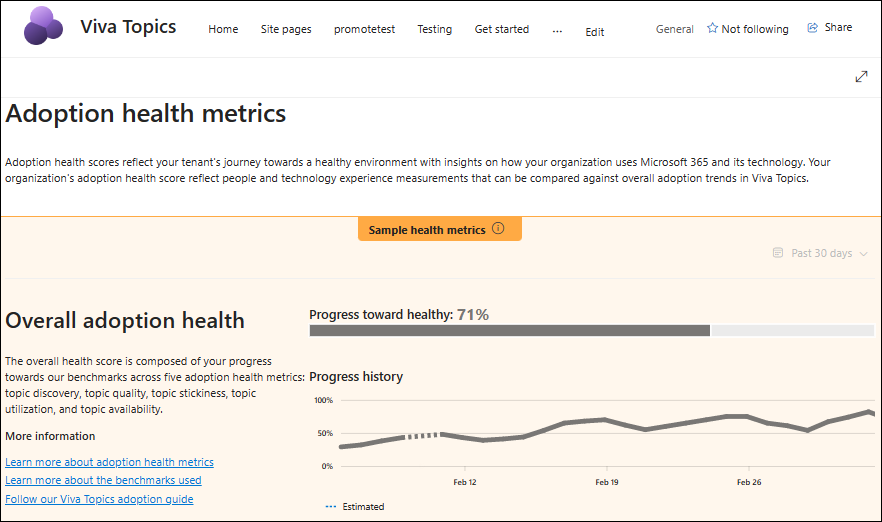 Viva Topics
Home Site pages promotetest Testing Get started ... Edit
General Not following Share
Adoption health metrics
Adoption health scores reflect your tenant's journey towards a healthy environment with insights on how your organization uses Microsoft 365 and its technology. Your
organization's adoption health score reflect people and technology experience measurements that can be compared against overall adoption trends in Viva Topics.
Sample health metrics
Past 30 days
Overall adoption health
The overall health score is composed of your progress
towards our benchmarks across five adoption health metrics:
topic discovery, topic quality, topic stickiness, topic
utilization, and topic availability.
More information
Learn more about adoption health metrics
Learn more about the benchmarks used
Follow our Viva Topics adoption guide
Progress toward healthy: 71%
Progress history
100%
50%
0%
Feb 12 Feb 19 Feb 26
Estimated